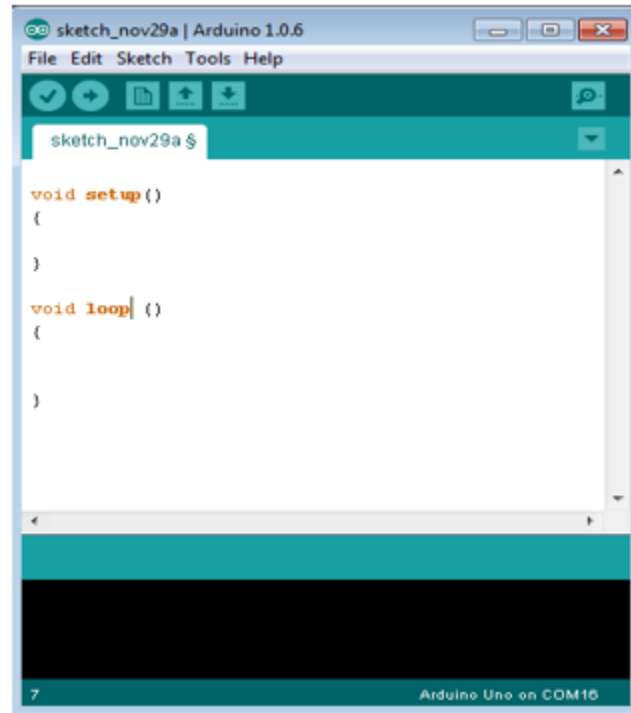 sketch_nov29a | Arduino 1.0.6
File Edit Sketch Tools Help
sketch_nov29a §
void setup()
{
}
void loop ()
{
}
7 Arduino Uno on COM16